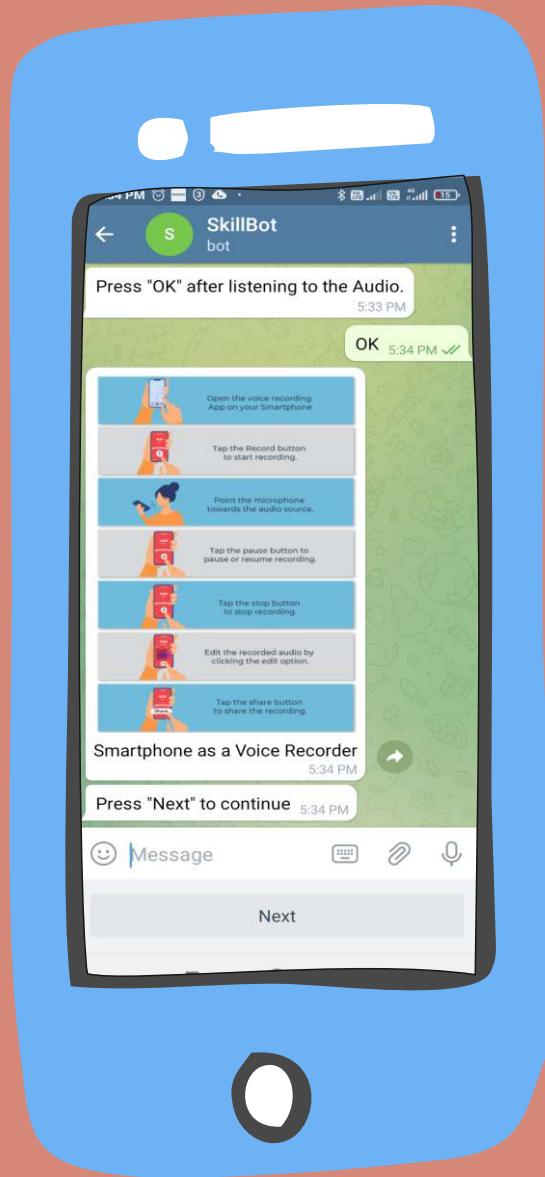 PM
3
4G
15
S
SkillBot
bot
Press "OK" after listening to the Audio.
5:33 PM
OK 5:34 PM
Open the voice recording
App on your Smartphone
Tap the Record button
to start recording.
Point the microphone
towards the audio source.
Tap the pause button to
pause or resume recording.
Tap the stop button
to stop recording.
Edit the recorded audio by
clicking the edit option.
Tap the share button
to share the recording.
Smartphone as a Voice Recorder
5:34 PM
Press "Next" to continue 5:34 PM
Message
Next